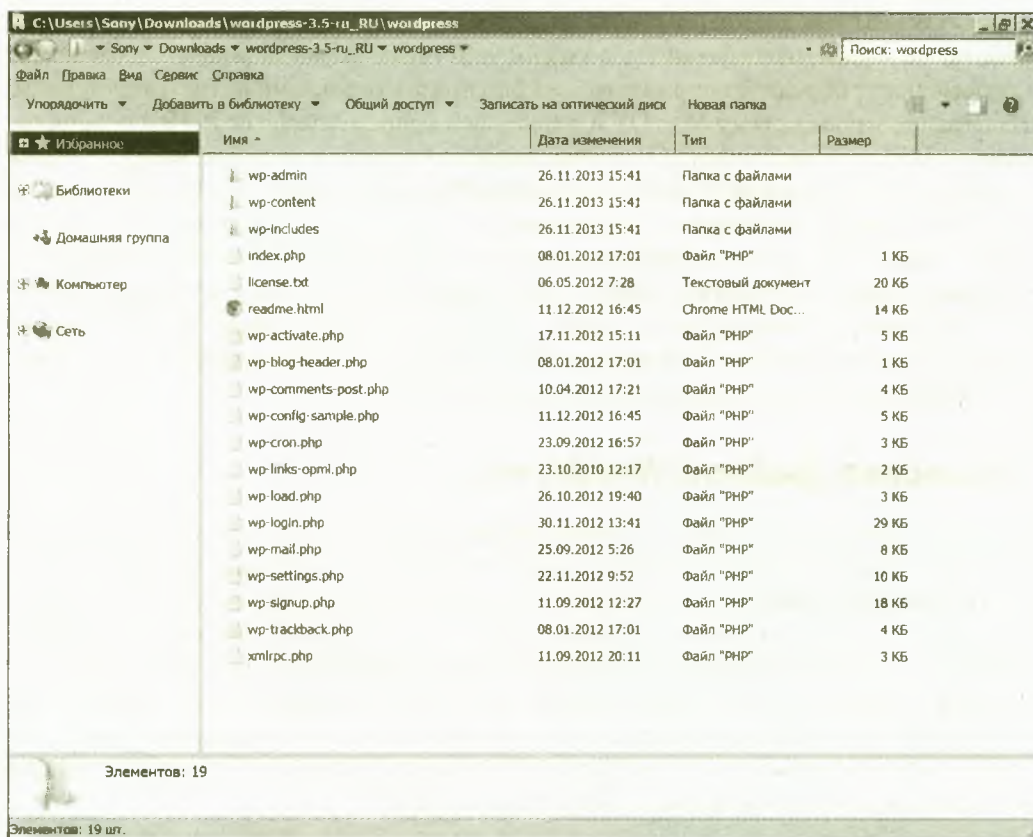 C:\Users\Sony\Downloads\wordpress-3.5-ru_RU\wordpress
Sony Downloads wordpress-3.5-ru_RU wordpress
Поиск: wordpress
Файл Правка Вид Сервис Справка
Упорядочить Добавить в библиотеку Общий доступ Записать на оптический диск Новая папка
Избранное
Библиотеки
Домашняя группа
Компьютер
Сеть
Имя Дата изменения Тип Размер
wp-admin 26.11.2013 15:41 Папка с файлами
wp-content 26.11.2013 15:41 Папка с файлами
wp-includes 26.11.2013 15:41 Папка с файлами
index.php 08.01.2012 17:01 Файл "PHP" 1 КБ
license.txt 06.05.2012 7:28 Текстовый документ 20 КБ
readme.html 11.12.2012 16:45 Chrome HTML Doc... 14 КБ
wp-activate.php 17.11.2012 15:11 Файл "PHP" 5 КБ
wp-blog-header.php 08.01.2012 17:01 Файл "PHP" 1 КБ
wp-comments-post.php 10.04.2012 17:21 Файл "PHP" 4 КБ
wp-config-sample.php 11.12.2012 16:45 Файл "PHP" 5 КБ
wp-cron.php 23.09.2012 16:57 Файл "PHP" 3 КБ
wp-links-opml.php 23.10.2010 12:17 Файл "PHP" 2 КБ
wp-load.php 26.10.2012 19:40 Файл "PHP" 3 КБ
wp-login.php 30.11.2012 13:41 Файл "PHP" 29 КБ
wp-mail.php 25.09.2012 5:26 Файл "PHP" 8 КБ
wp-settings.php 22.11.2012 9:52 Файл "PHP" 10 КБ
wp-signup.php 11.09.2012 12:27 Файл "PHP" 18 КБ
wp-trackback.php 08.01.2012 17:01 Файл "PHP" 4 КБ
xmlrpc.php 11.09.2012 20:11 Файл "PHP" 3 КБ
Элементов: 19
Элементов: 19 шт.